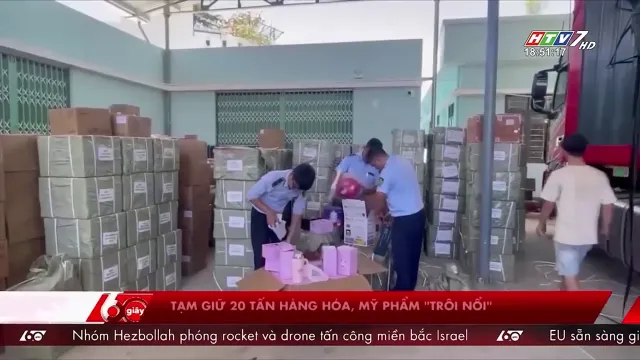 HTV7 HD
18:51:17
60 giây
TẠM GIỮ 20 TẤN HÀNG HÓA, MỸ PHẨM "TRÔI NỔI"
60 Nhóm Hezbollah phóng rocket và drone tấn công miền bắc Israel 60 EU sẵn sàng g